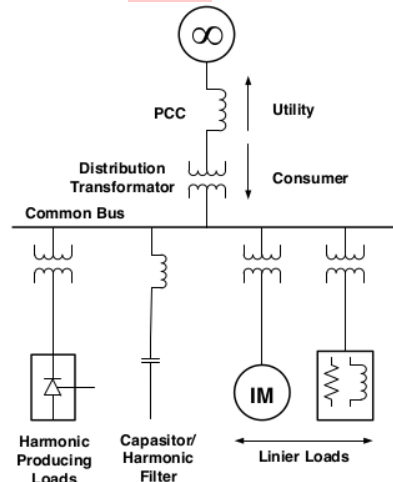 ∞
PCC
Utility
Distribution
Transformator
Consumer
Common Bus
IM
Harmonic
Producing
Loads
Capasitor/
Harmonic
Filter
Linier Loads